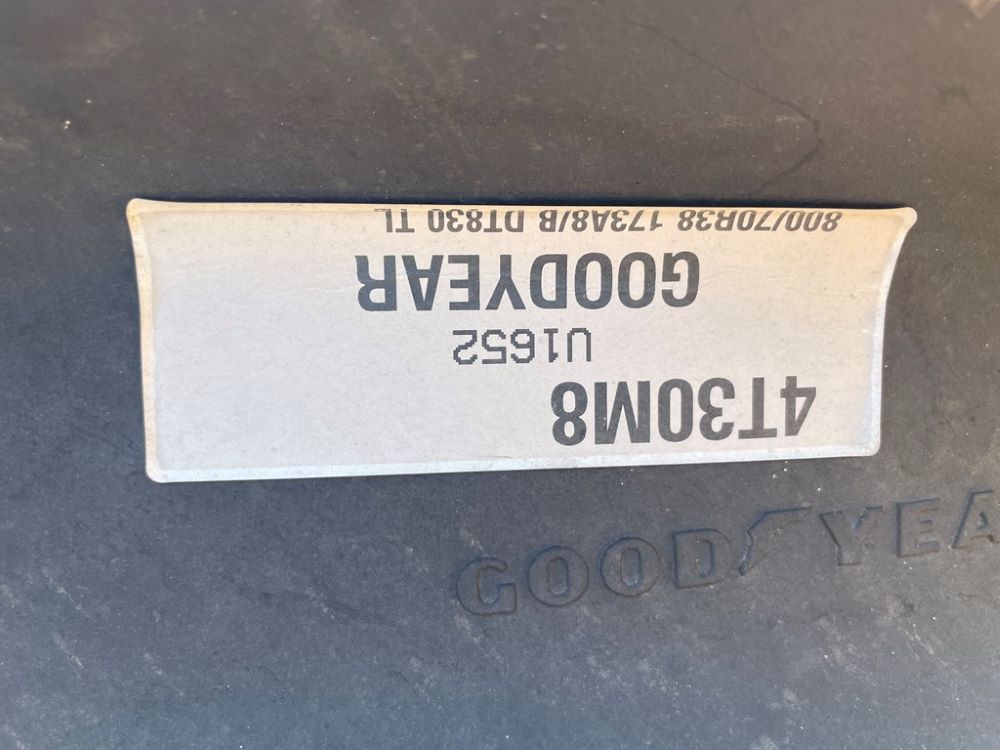 4T30M8
U1652
GOODYEAR
800/70R38 173A8/B DT830 TL
GOODYEA